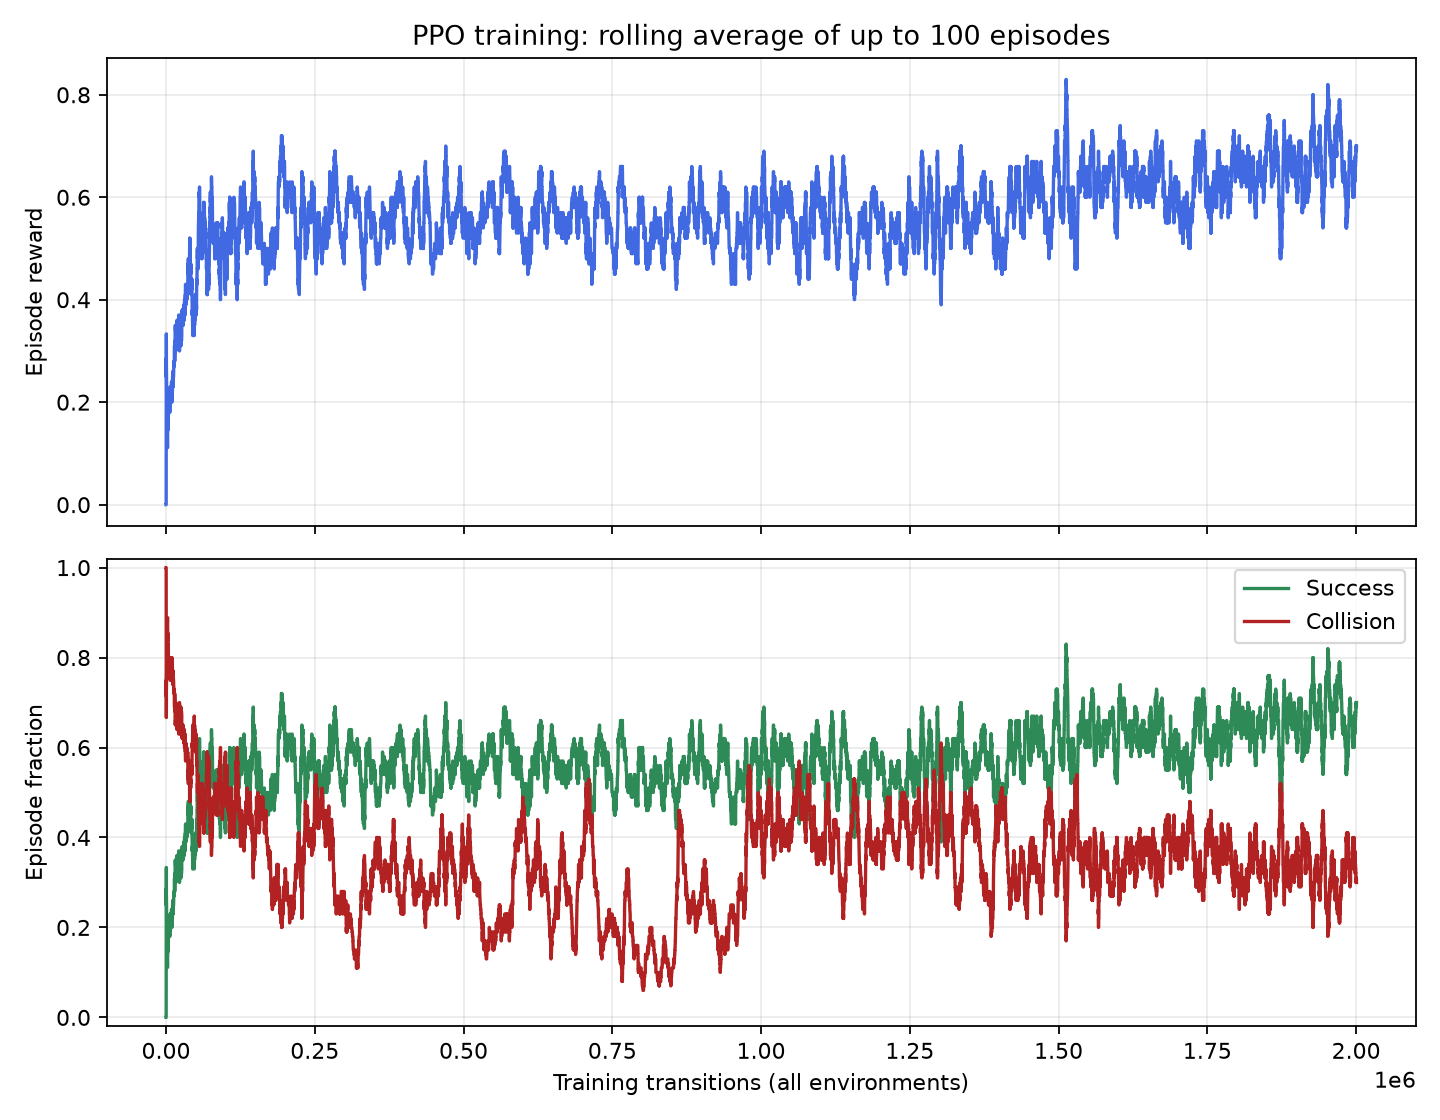 PPO training: rolling average of up to 100 episodes
0.8
0.6
0.4
0.2
0.0
Episode reward
1.0
0.8
0.6
0.4
0.2
0.0
Episode fraction
Success
Collision
0.00 0.25 0.50 0.75 1.00 1.25 1.50 1.75 2.00
1e6
Training transitions (all environments)